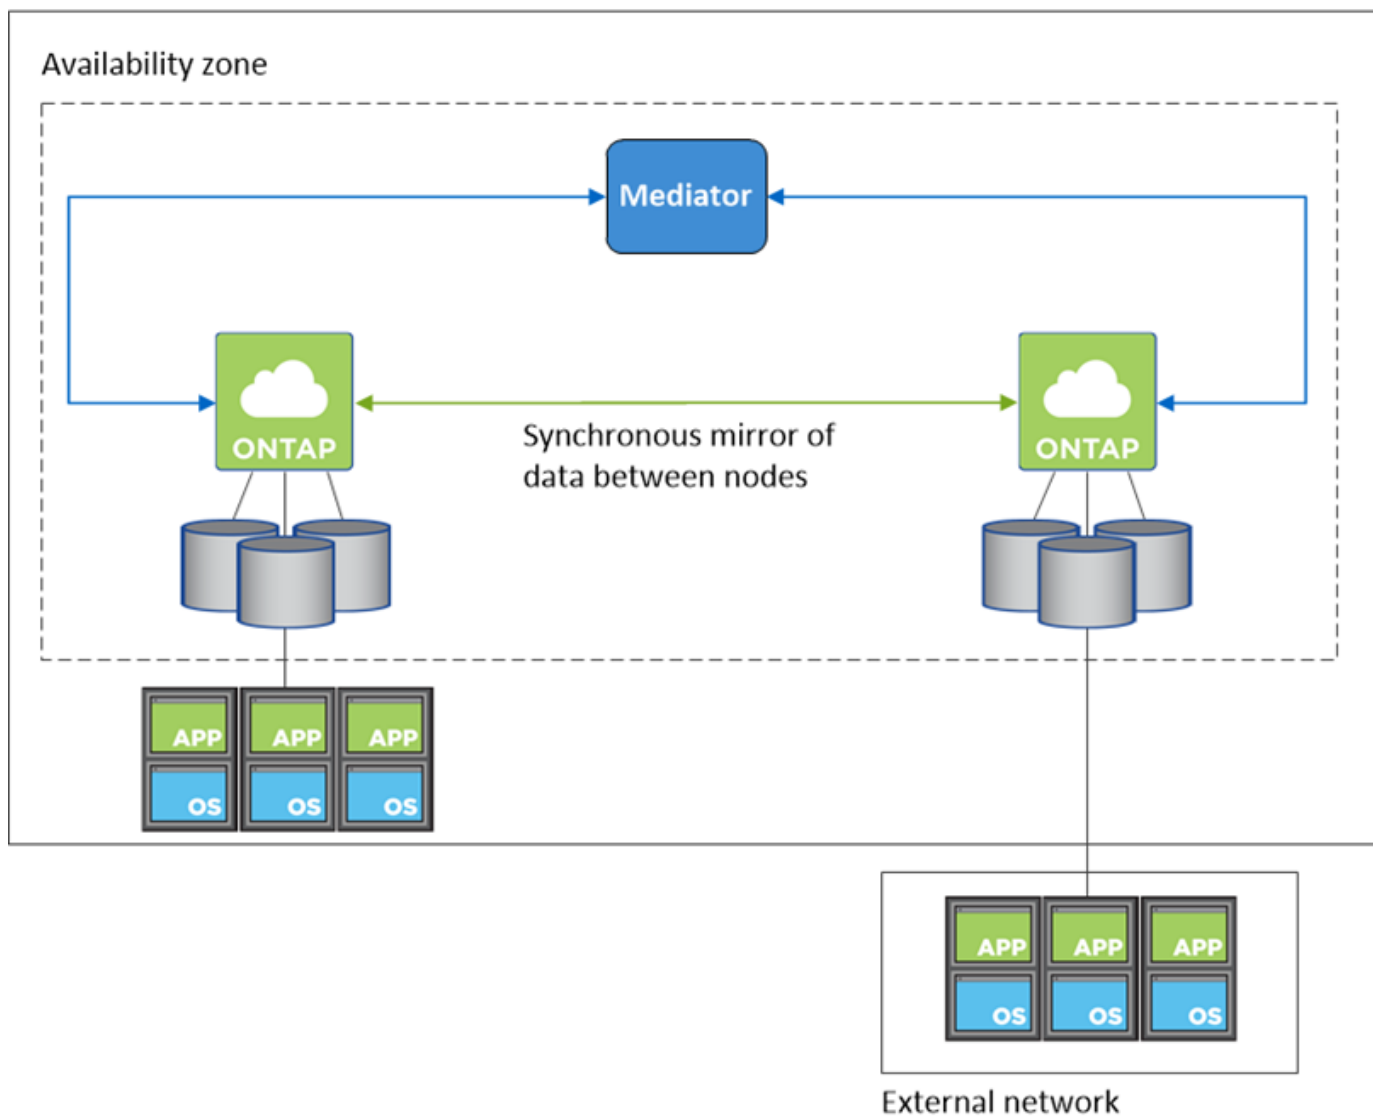 Availability zone
Mediator
ONTAP
ONTAP
Synchronous mirror of
data between nodes
APP APP APP
OS OS OS
APP APP APP
OS OS OS
External network